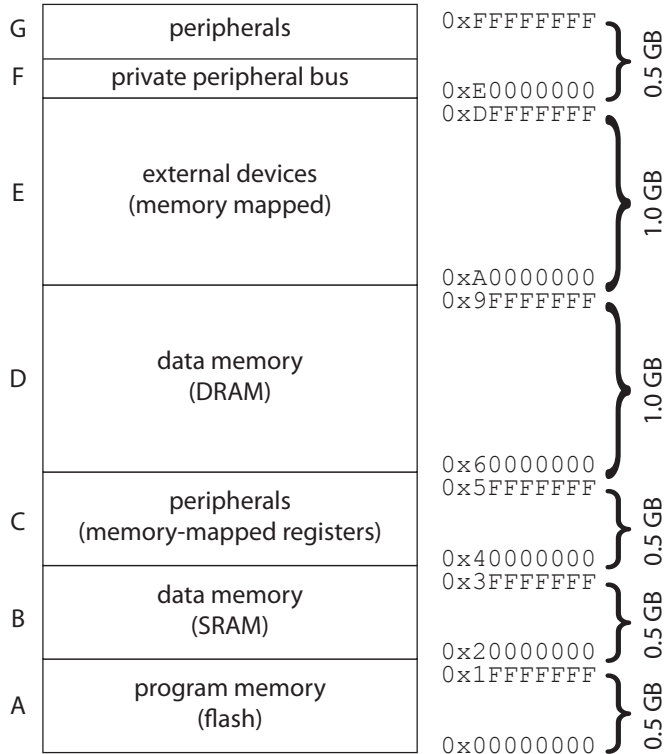 G
peripherals
0xFFFFFFFF
0.5 GB
F
private peripheral bus
0xE0000000
0xDFFFFFFF
E
external devices
(memory mapped)
1.0 GB
0xA0000000
0x9FFFFFFF
D
data memory
(DRAM)
1.0 GB
0x60000000
0x5FFFFFFF
C
peripherals
(memory-mapped registers)
0.5 GB
0x40000000
0x3FFFFFFF
B
data memory
(SRAM)
0.5 GB
0x20000000
0x1FFFFFFF
A
program memory
(flash)
0.5 GB
0x00000000